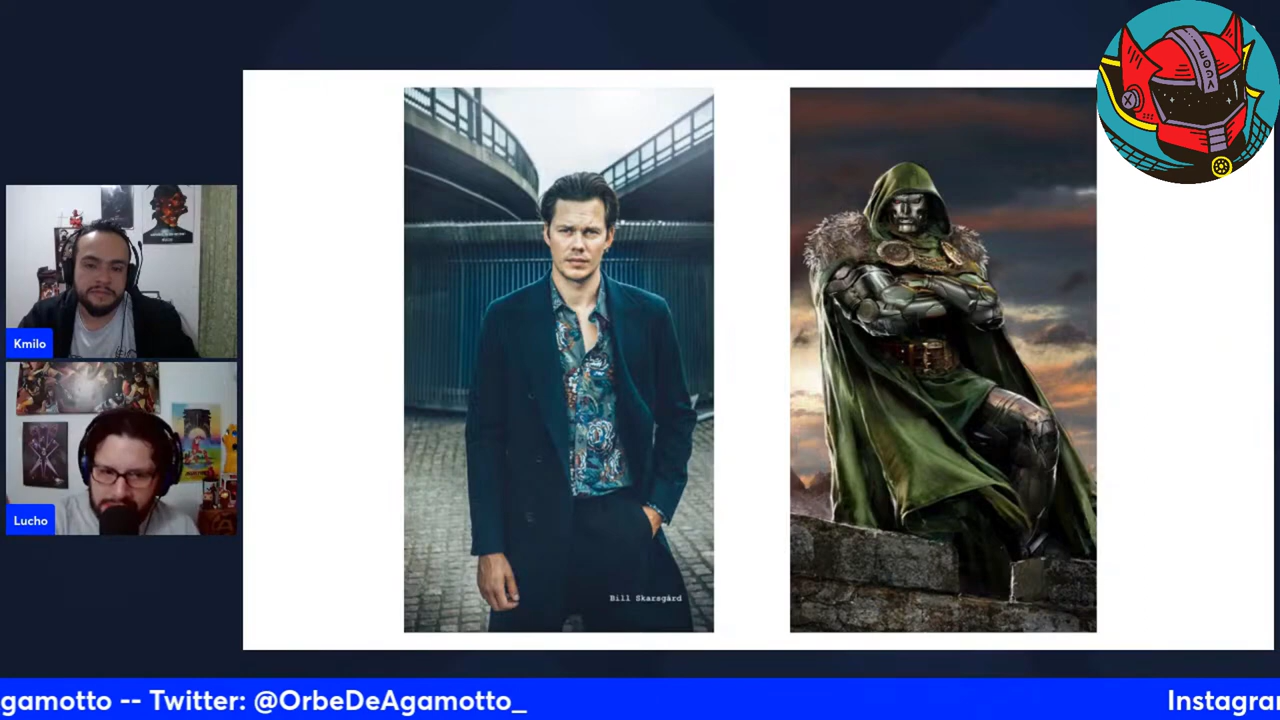 Kmilo
Lucho
Bill Skarsgård
gamotto -- Twitter: @OrbeDeAgamotto_
Instagra